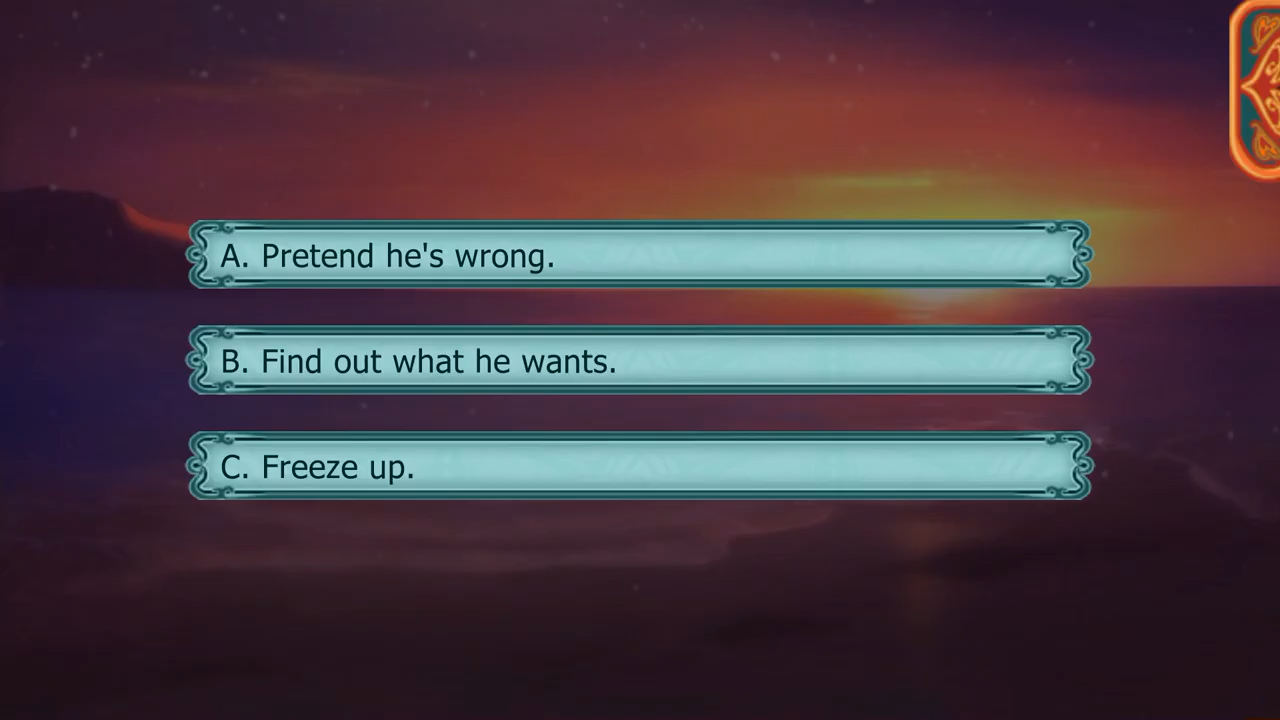 A. Pretend he's wrong.
B. Find out what he wants.
C. Freeze up.